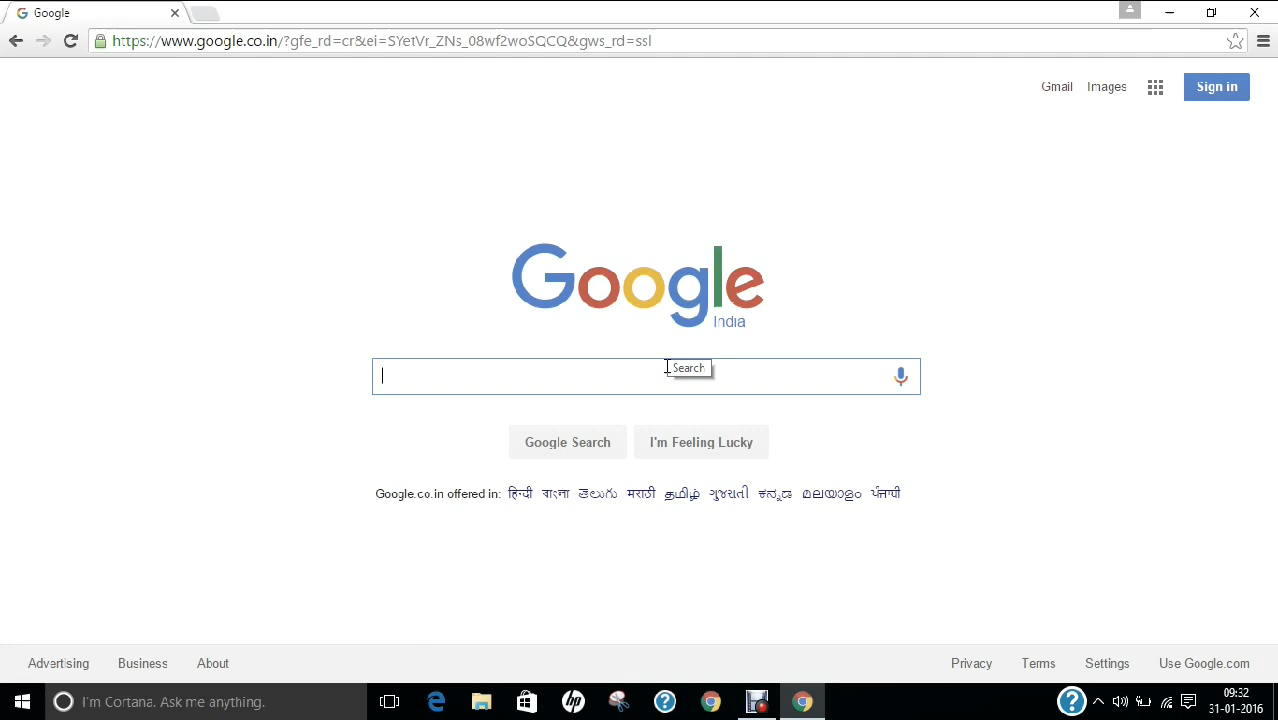 Google
https://www.google.co.in/?gfe_rd=cr&ei=SYetVr_ZNs_08wf2woSQCQ&gws_rd=ssl
Gmail Images Sign in
Google
India
Search
Google Search I'm Feeling Lucky
Google.co.in offered in: हिन्दी বাংলা తెలుగు मराठी தமிழ் ગુજરાતી ಕನ್ನಡ മലയാളം ਪੰਜਾਬੀ
Advertising Business About Privacy Terms Settings Use Google.com
I'm Cortana. Ask me anything. hp 09:32
31-01-2016